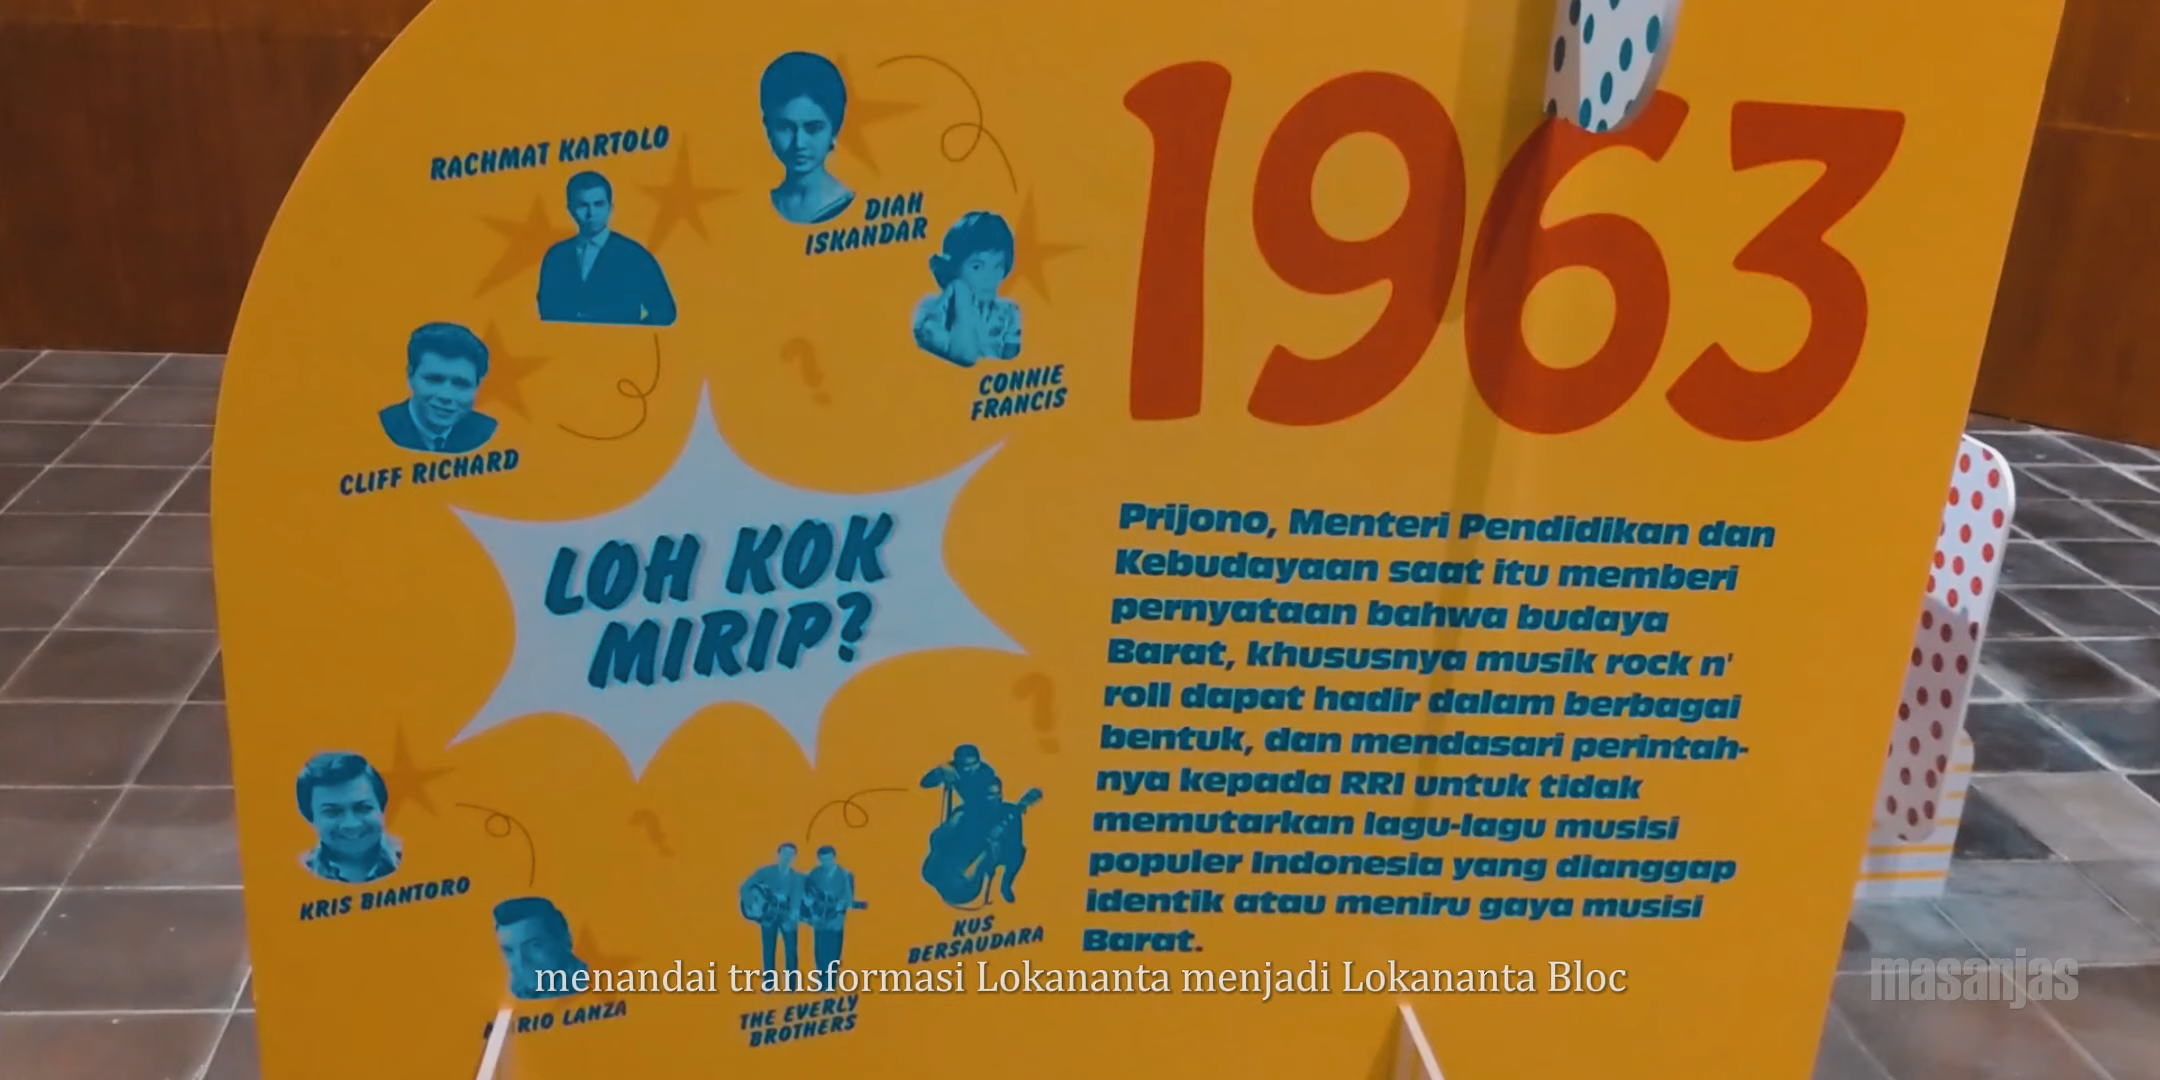 RACHMAT KARTOLO
DIAH
ISKANDAR
CONNIE
FRANCIS
CLIFF RICHARD
LOH KOK
MIRIP?
KRIS BIANTORO
MARIO LANZA
THE EVERLY
BROTHERS
KUS
BERSAUDARA
1963
Prijono, Menteri Pendidikan dan
Kebudayaan saat itu memberi
pernyataan bahwa budaya
Barat, khususnya musik rock n'
roll dapat hadir dalam berbagai
bentuk, dan mendasari perintah-
nya kepada RRI untuk tidak
memutarkan lagu-lagu musisi
populer Indonesia yang dianggap
identik atau meniru gaya musisi
Barat.
menandai transformasi Lokananta menjadi Lokananta Bloc
masanjas